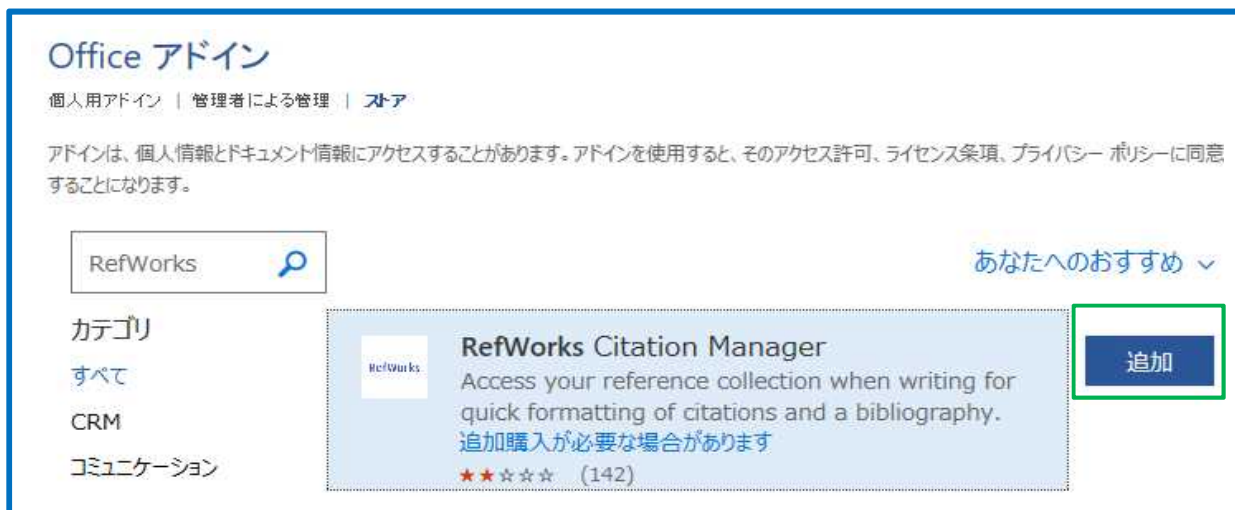 Office アドイン
個人用アドイン | 管理者による管理 | ストア
アドインは、個人情報とドキュメント情報にアクセスすることがあります。アドインを使用すると、そのアクセス許可、ライセンス条項、プライバシー ポリシーに同意
することになります。
RefWorks
あなたへのおすすめ
カテゴリ
すべて
CRM
コミュニケーション
RefWorks
RefWorks Citation Manager
Access your reference collection when writing for
quick formatting of citations and a bibliography.
追加購入が必要な場合があります
★★☆☆☆ (142)
追加